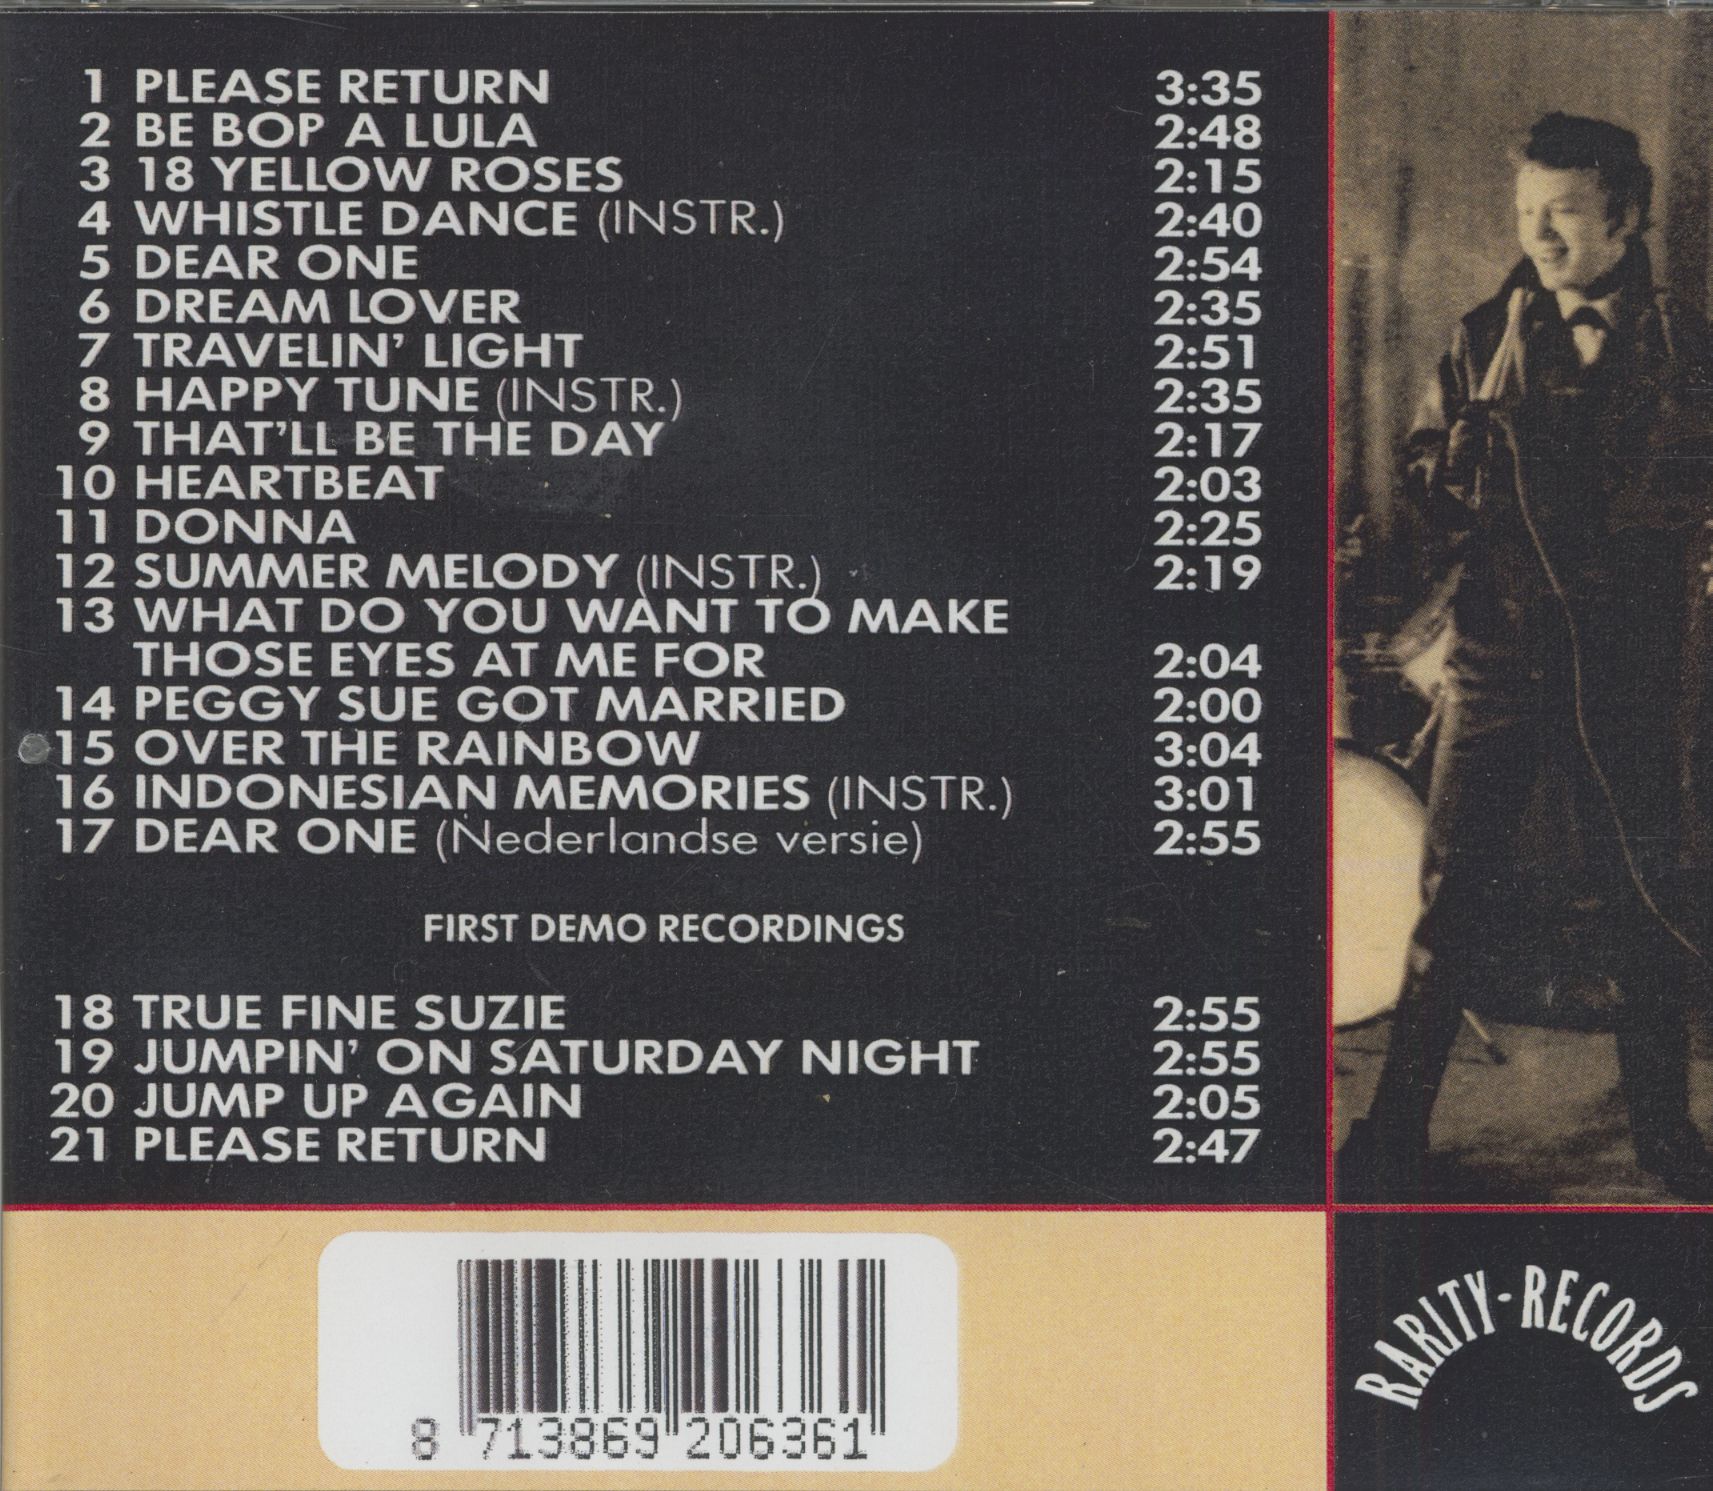 1 PLEASE RETURN 3:35
2 BE BOP A LULA 2:48
3 18 YELLOW ROSES 2:15
4 WHISTLE DANCE (INSTR.) 2:40
5 DEAR ONE 2:54
6 DREAM LOVER 2:35
7 TRAVELIN' LIGHT 2:51
8 HAPPY TUNE (INSTR.) 2:35
9 THAT'LL BE THE DAY 2:17
10 HEARTBEAT 2:03
11 DONNA 2:25
12 SUMMER MELODY (INSTR.) 2:19
13 WHAT DO YOU WANT TO MAKE
THOSE EYES AT ME FOR 2:04
14 PEGGY SUE GOT MARRIED 2:00
15 OVER THE RAINBOW 3:04
16 INDONESIAN MEMORIES (INSTR.) 3:01
17 DEAR ONE (Nederlandse versie) 2:55
FIRST DEMO RECORDINGS
18 TRUE FINE SUZIE 2:55
19 JUMPIN' ON SATURDAY NIGHT 2:55
20 JUMP UP AGAIN 2:05
21 PLEASE RETURN 2:47
8 713869 206361
RARITY-RECORDS